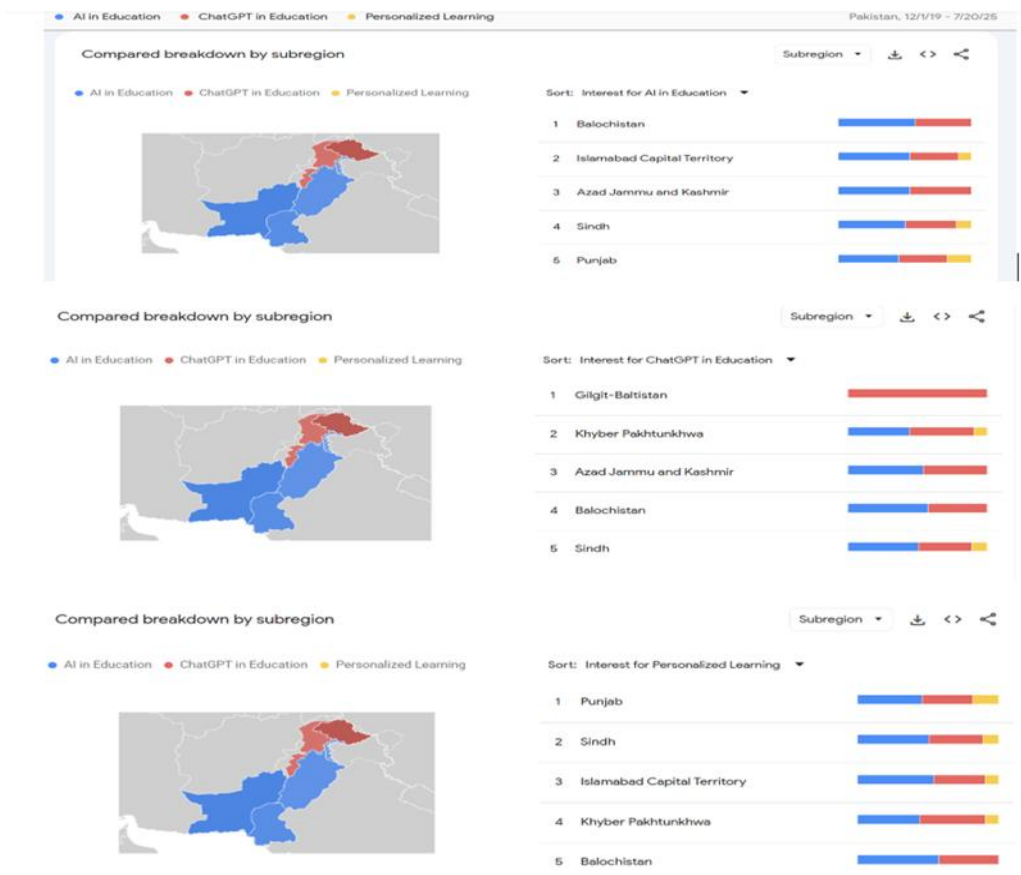 AI in Education ChatGPT in Education Personalized Learning Pakistan, 12/1/19 - 7/20/25
Compared breakdown by subregion Subregion
AI in Education ChatGPT in Education Personalized Learning Sort: Interest for AI in Education
1 Balochistan
2 Islamabad Capital Territory
3 Azad Jammu and Kashmir
4 Sindh
5 Punjab
Compared breakdown by subregion Subregion <>
AI in Education ChatGPT in Education Personalized Learning Sort: Interest for ChatGPT in Education
1 Gilgit-Baltistan
2 Khyber Pakhtunkhwa
3 Azad Jammu and Kashmir
4 Balochistan
5 Sindh
Compared breakdown by subregion Subregion <>
AI in Education ChatGPT in Education Personalized Learning Sort: Interest for Personalized Learning
1 Punjab
2 Sindh
3 Islamabad Capital Territory
4 Khyber Pakhtunkhwa
5 Balochistan